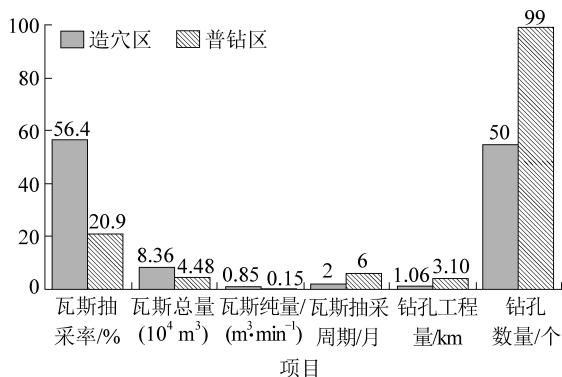 100
80
60
40
20
0
造穴区 普钻区
56.4
20.9
8.36
4.48
0.85
0.15
2
6
1.06
3.10
50
99
瓦斯抽
采率/%
瓦斯总量
(10⁴ m³)
瓦斯纯量/
(m³·min⁻¹)
瓦斯抽采
周期/月
钻孔工程
量/km
钻孔
数量/个
项目